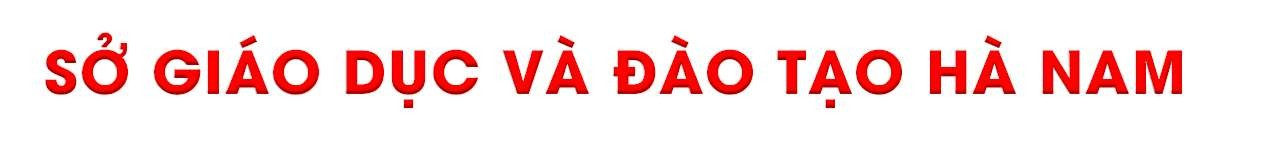 SỞ GIÁO DỤC VÀ ĐÀO TẠO HÀ NAM